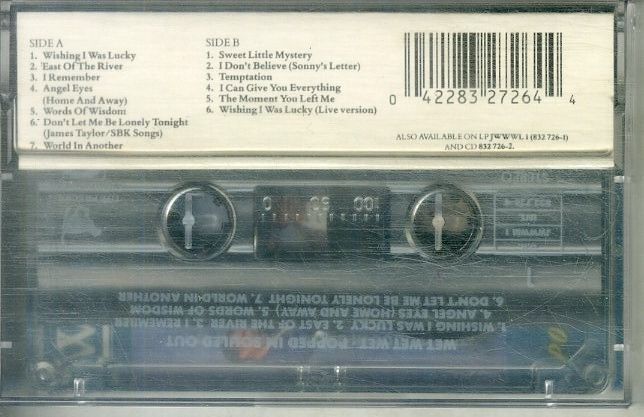 SIDE A
1. Wishing I Was Lucky
2. East Of The River
3. I Remember
4. Angel Eyes
(Home And Away)
5. Words Of Wisdom
6. Don't Let Me Be Lonely Tonight
(James Taylor/SBK Songs)
7. World In Another
SIDE B
1. Sweet Little Mystery
2. I Don't Believe (Sonny's Letter)
3. Temptation
4. I Can Give You Everything
5. The Moment You Left Me
6. Wishing I Was Lucky (Live version)
0 42283 27264 4
ALSO AVAILABLE ON LP JWWWL 1 (832 726-1)
AND CD 832 726-2.
0 50 100
WET WET WET · POPPED IN SOULED OUT
1. WISHING I WAS LUCKY 2. EAST OF THE RIVER 3. I REMEMBER
4. ANGEL EYES (HOME AND AWAY) 5. WORDS OF WISDOM
6. DON'T LET ME BE LONELY TONIGHT 7. WORLD IN ANOTHER